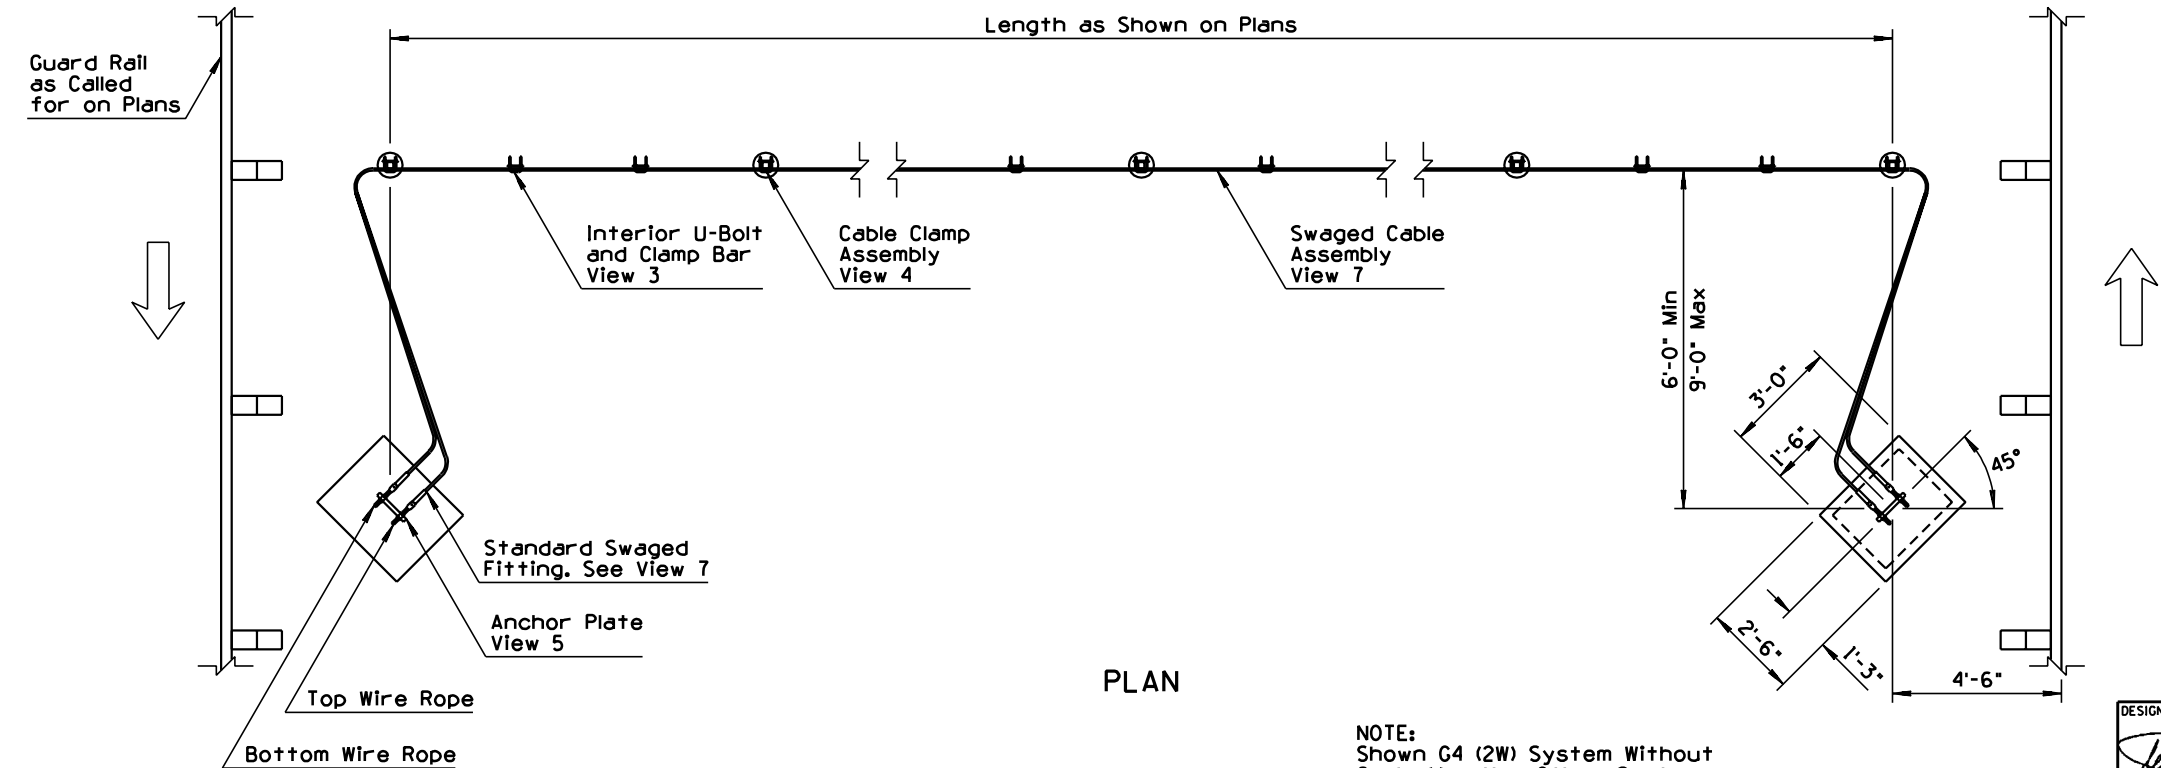 Length as Shown on Plans
Guard Rail
as Called
for on Plans
Interior U-Bolt
and Clamp Bar
View 3
Cable Clamp
Assembly
View 4
Swaged Cable
Assembly
View 7
6'-0" Min
9'-0" Max
3'-0"
1'-6"
45°
Standard Swaged
Fitting. See View 7
Anchor Plate
View 5
2'-6"
1'-3"
4'-6"
Top Wire Rope
Bottom Wire Rope
PLAN
NOTE:
Shown G4 (2W) System Without
DESIGN